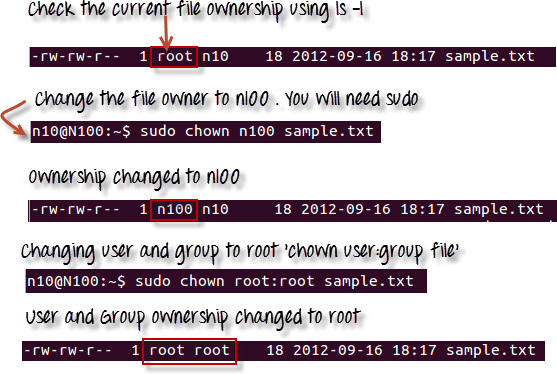 Check the current file ownership using ls -l
-rw-rw-r-- 1 root n10 18 2012-09-16 18:17 sample.txt
Change the file owner to n100 . You will need sudo
n10@N100:~$ sudo chown n100 sample.txt
Ownership changed to n100
-rw-rw-r-- 1 n100 n10 18 2012-09-16 18:17 sample.txt
Changing user and group to root 'chown user:group file'
n10@N100:~$ sudo chown root:root sample.txt
User and Group ownership changed to root
-rw-rw-r-- 1 root root 18 2012-09-16 18:17 sample.txt